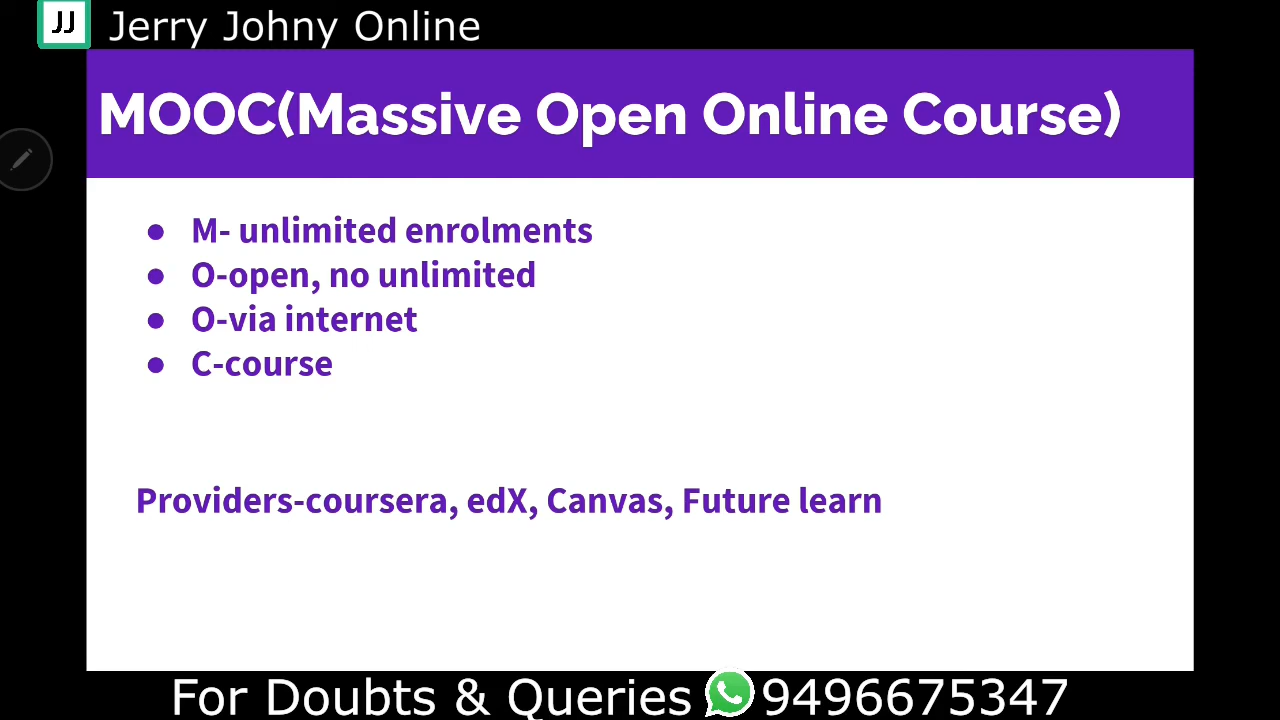 JJ Jerry Johny Online
MOOC(Massive Open Online Course)
● M- unlimited enrolments
● O-open, no unlimited
● O-via internet
● C-course
Providers-coursera, edX, Canvas, Future learn
For Doubts & Queries 9496675347